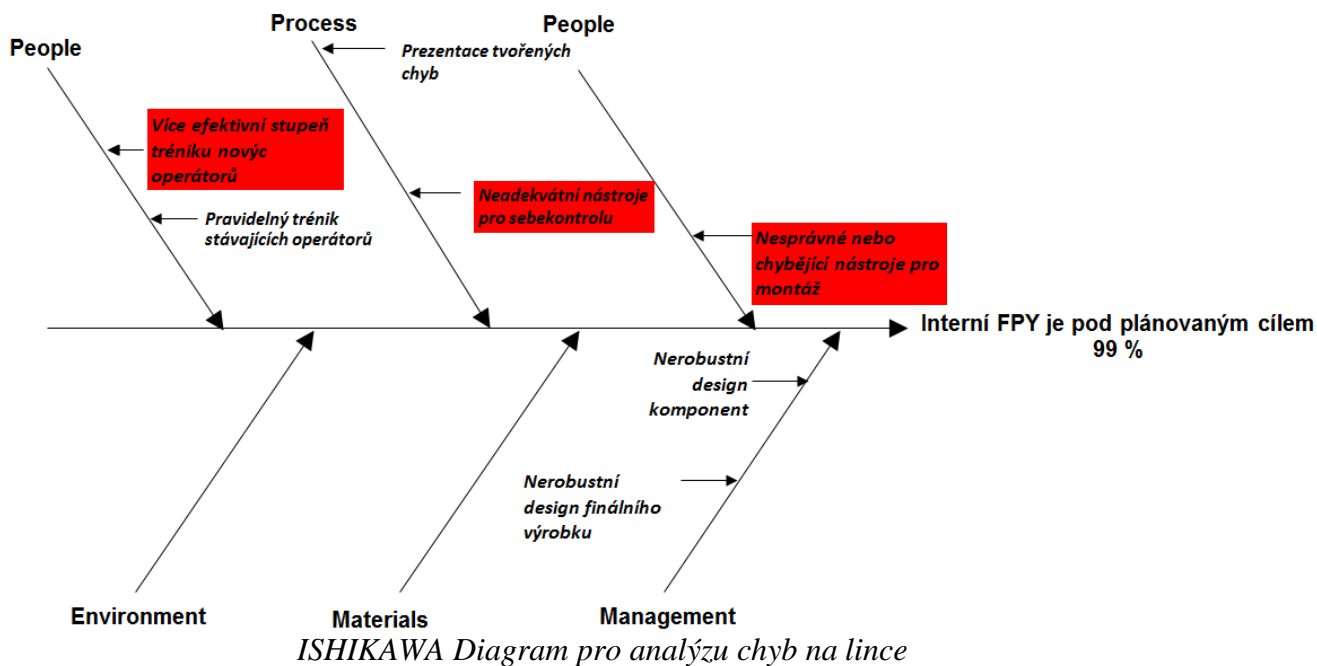 People
Process
People
Prezentace tvořených
chyb
Více efektivní stupeň
tréniku novýc
operátorů
Pravidelný trénik
stávajících operátorů
Neadekvátní nástroje
pro sebekontrolu
Nesprávné nebo
chybějící nástroje pro
montáž
Interní FPY je pod plánovaným cílem
99 %
Nerobustní
design
komponent
Nerobustní
design finálního
výrobku
Environment
Materials
Management
ISHIKAWA Diagram pro analýzu chyb na lince